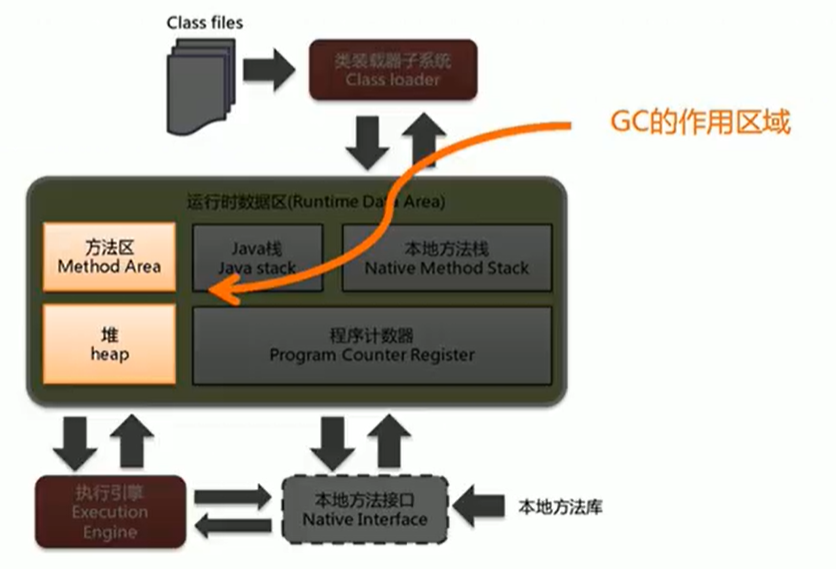 Class files
类装载器子系统
Class loader
GC的作用区域
运行时数据区(Runtime Data Area)
方法区
Method Area
Java栈
Java stack
本地方法栈
Native Method Stack
堆
heap
程序计数器
Program Counter Register
执行引擎
Execution
Engine
本地方法接口
Native Interface
本地方法库